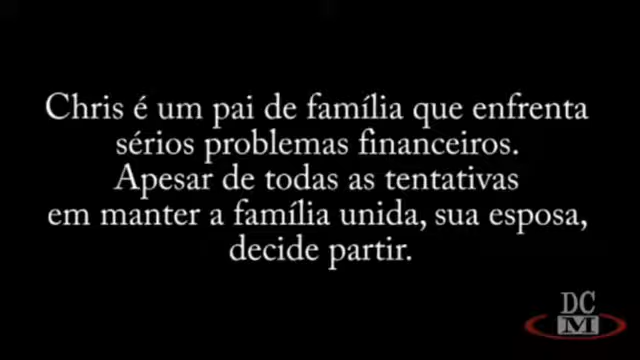 Chris é um pai de família que enfrenta
sérios problemas financeiros.
Apesar de todas as tentativas
em manter a família unida, sua esposa,
decide partir.
DC
M